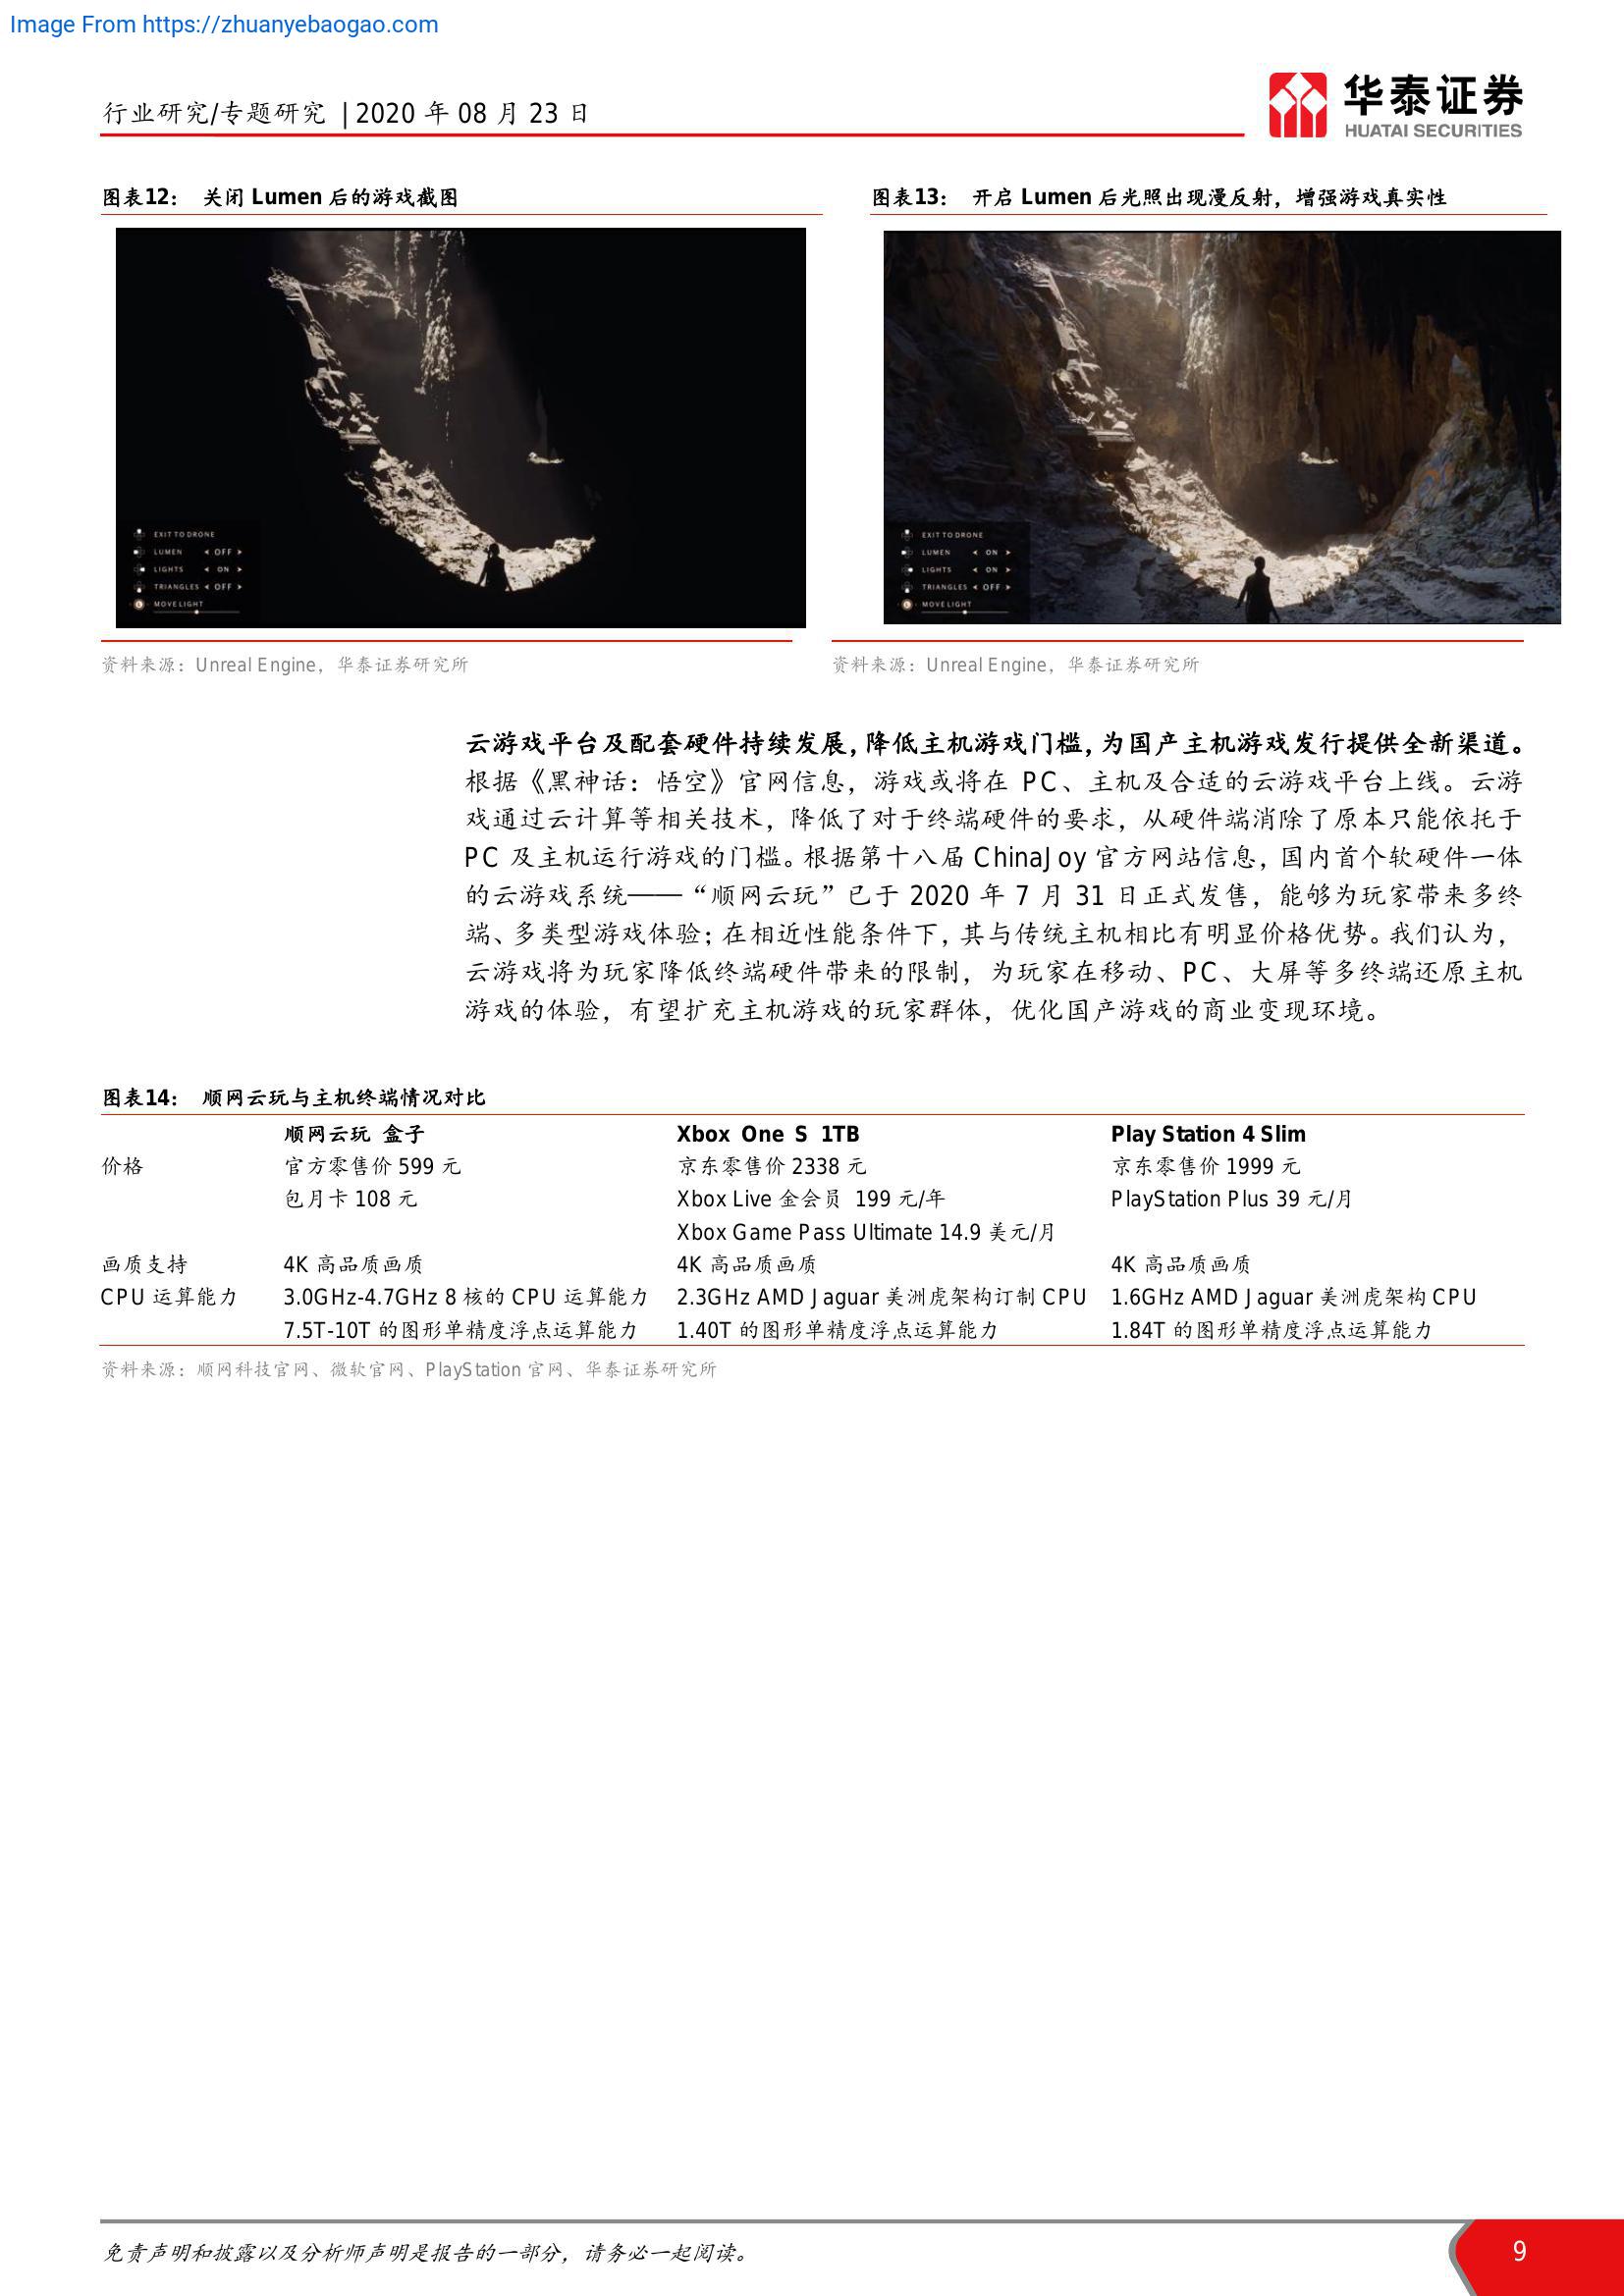 Image From https://zhuanyebaogao.com
行业研究/专题研究 | 2020 年 08 月 23 日
华泰证券
HUATAI SECURITIES
图表12： 关闭 Lumen 后的游戏截图
EXIT TO DRONE
LUMEN ◄ OFF ►
LIGHTS ◄ ON ►
TRIANGLES ◄ OFF ►
MOVE LIGHT
资料来源：Unreal Engine，华泰证券研究所
图表13： 开启 Lumen 后光照出现漫反射，增强游戏真实性
EXIT TO DRONE
LUMEN ◄ ON ►
LIGHTS ◄ ON ►
TRIANGLES ◄ OFF ►
MOVE LIGHT
资料来源：Unreal Engine，华泰证券研究所
云游戏平台及配套硬件持续发展，降低主机游戏门槛，为国产主机游戏发行提供全新渠道。
根据《黑神话：悟空》官网信息，游戏或将在 PC、主机及合适的云游戏平台上线。云游
戏通过云计算等相关技术，降低了对于终端硬件的要求，从硬件端消除了原本只能依托于
PC 及主机运行游戏的门槛。根据第十八届 ChinaJoy 官方网站信息，国内首个软硬件一体
的云游戏系统——“顺网云玩”已于 2020 年 7 月 31 日正式发售，能够为玩家带来多终
端、多类型游戏体验；在相近性能条件下，其与传统主机相比有明显价格优势。我们认为，
云游戏将为玩家降低终端硬件带来的限制，为玩家在移动、PC、大屏等多终端还原主机
游戏的体验，有望扩充主机游戏的玩家群体，优化国产游戏的商业变现环境。
图表14： 顺网云玩与主机终端情况对比
顺网云玩 盒子 Xbox One S 1TB Play Station 4 Slim
价格 官方零售价 599 元 京东零售价 2338 元 京东零售价 1999 元
包月卡 108 元 Xbox Live 金会员 199 元/年 PlayStation Plus 39 元/月
Xbox Game Pass Ultimate 14.9 美元/月
画质支持 4K 高品质画质 4K 高品质画质 4K 高品质画质
CPU 运算能力 3.0GHz-4.7GHz 8 核的 CPU 运算能力 2.3GHz AMD Jaguar 美洲虎架构订制 CPU 1.6GHz AMD Jaguar 美洲虎架构 CPU
7.5T-10T 的图形单精度浮点运算能力 1.40T 的图形单精度浮点运算能力 1.84T 的图形单精度浮点运算能力
资料来源：顺网科技官网、微软官网、PlayStation 官网、华泰证券研究所
免责声明和披露以及分析师声明是报告的一部分，请务必一起阅读。
9